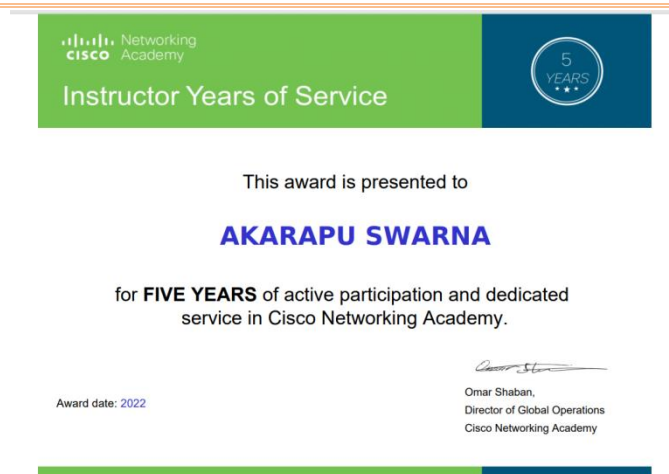 Networking
CISCO Academy
Instructor Years of Service
5
YEARS
This award is presented to
AKARAPU SWARNA
for FIVE YEARS of active participation and dedicated
service in Cisco Networking Academy.
Omar Shaban,
Award date: 2022
Director of Global Operations
Cisco Networking Academy